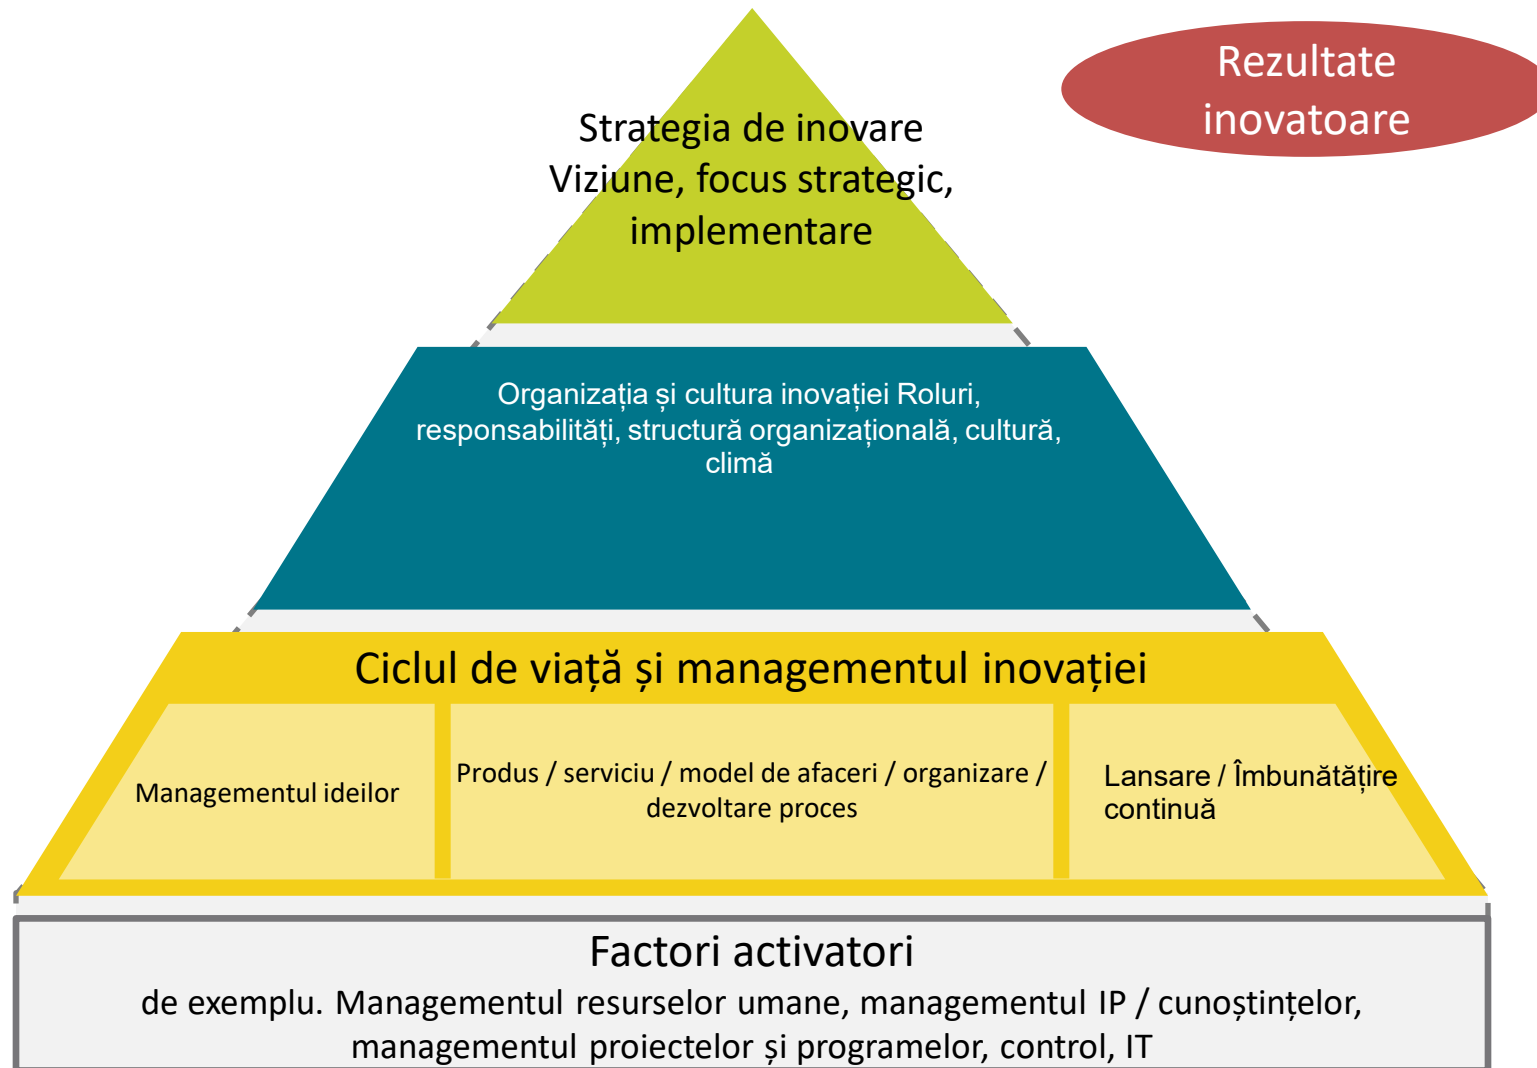 Rezultate
inovatoare
Strategia de inovare
Viziune, focus strategic,
implementare
Organizația și cultura inovației Roluri,
responsabilități, structură organizațională, cultură,
climă
Ciclul de viață și managementul inovației
Managementul ideilor
Produs / serviciu / model de afaceri / organizare /
dezvoltare proces
Lansare / Îmbunătățire
continuă
Factori activatori
de exemplu. Managementul resurselor umane, managementul IP / cunoștințelor,
managementul proiectelor și programelor, control, IT